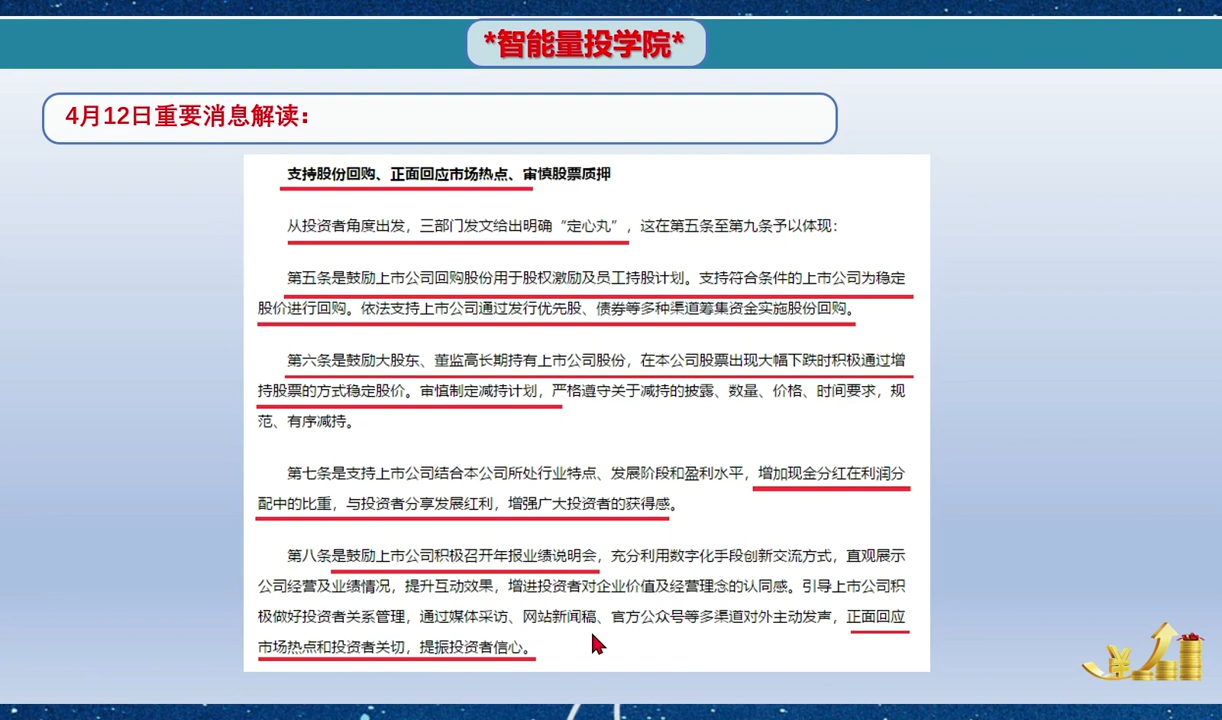 *智能量投学院*
4月12日重要消息解读：
支持股份回购、正面回应市场热点、审慎股票质押
从投资者角度出发，三部门发文给出明确“定心丸”，这在第五条至第九条予以体现：
第五条是鼓励上市公司回购股份用于股权激励及员工持股计划。支持符合条件的上市公司为稳定
股价进行回购。依法支持上市公司通过发行优先股、债券等多种渠道筹集资金实施股份回购。
第六条是鼓励大股东、董监高长期持有上市公司股份，在本公司股票出现大幅下跌时积极通过增
持股票的方式稳定股价。审慎制定减持计划，严格遵守关于减持的披露、数量、价格、时间要求，规
范、有序减持。
第七条是支持上市公司结合本公司所处行业特点、发展阶段和盈利水平，增加现金分红在利润分
配中的比重，与投资者分享发展红利，增强广大投资者的获得感。
第八条是鼓励上市公司积极召开年报业绩说明会，充分利用数字化手段创新交流方式，直观展示
公司经营及业绩情况，提升互动效果，增进投资者对企业价值及经营理念的认同感。引导上市公司积
极做好投资者关系管理，通过媒体采访、网站新闻稿、官方公众号等多渠道对外主动发声，正面回应
市场热点和投资者关切，提振投资者信心。